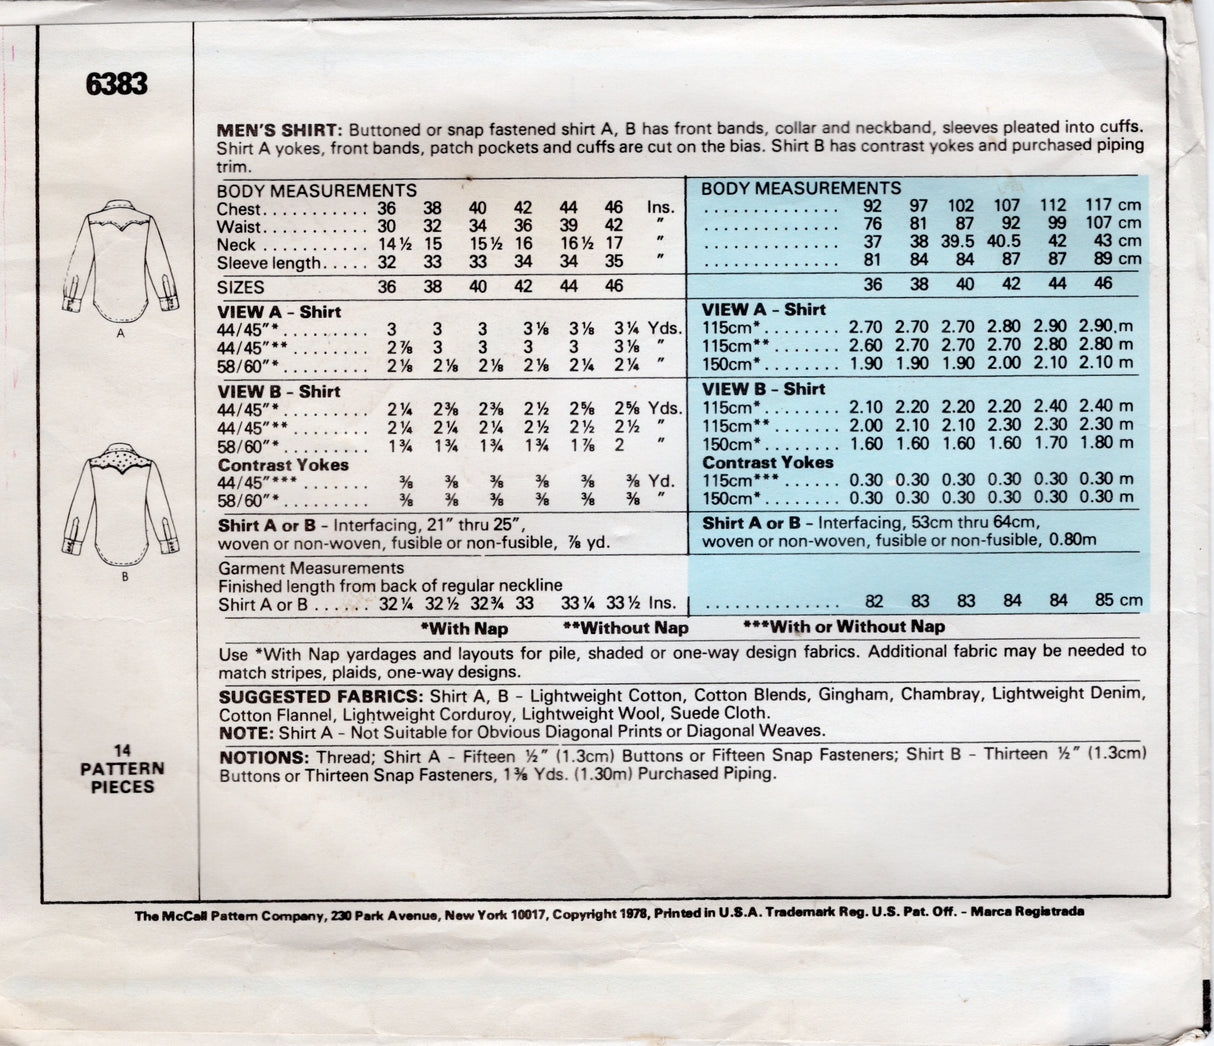 6383
MEN'S SHIRT: Buttoned or snap fastened shirt A, B has front bands, collar and neckband, sleeves pleated into cuffs.
Shirt A yokes, front bands, patch pockets and cuffs are cut on the bias. Shirt B has contrast yokes and purchased piping
trim.
BODY MEASUREMENTS
Chest. . . . . . . . . . . 36 38 40 42 44 46 Ins.
Waist. . . . . . . . . . . 30 32 34 36 39 42 "
Neck . . . . . . . . . . . 14½ 15 15½ 16 16½ 17 "
Sleeve length. . . . . 32 33 33 34 34 35 "
SIZES 36 38 40 42 44 46
VIEW A - Shirt
44/45"* . . . . . . . . . 3 3 3 3⅛ 3⅛ 3¼ Yds.
44/45"** . . . . . . . . 2⅞ 3 3 3 3 3⅛ "
58/60"* . . . . . . . . . 2⅛ 2⅛ 2⅛ 2⅛ 2¼ 2¼ "
VIEW B - Shirt
44/45"* . . . . . . . . . 2¼ 2⅜ 2⅜ 2½ 2⅝ 2⅝ Yds.
44/45"** . . . . . . . . 2¼ 2¼ 2¼ 2½ 2½ 2½ "
58/60"* . . . . . . . . . 1¾ 1¾ 1¾ 1¾ 1⅞ 2 "
Contrast Yokes
44/45"*** . . . . . . . ⅜ ⅜ ⅜ ⅜ ⅜ ⅜ Yd.
58/60"* . . . . . . . . . ⅜ ⅜ ⅜ ⅜ ⅜ ⅜ "
Shirt A or B - Interfacing, 21" thru 25",
woven or non-woven, fusible or non-fusible, ⅞ yd.
Garment Measurements
Finished length from back of regular neckline
Shirt A or B . . . . . . 32¼ 32½ 32¾ 33 33¼ 33½ Ins.
BODY MEASUREMENTS
. . . . . . . . . . . . . . 92 97 102 107 112 117 cm
. . . . . . . . . . . . . . 76 81 87 92 99 107 cm
. . . . . . . . . . . . . . 37 38 39.5 40.5 42 43 cm
. . . . . . . . . . . . . . 81 84 84 87 87 89 cm
36 38 40 42 44 46
VIEW A - Shirt
115cm* . . . . . . . . 2.70 2.70 2.70 2.80 2.90 2.90 m
115cm** . . . . . . . 2.60 2.70 2.70 2.70 2.80 2.80 m
150cm* . . . . . . . . 1.90 1.90 1.90 2.00 2.10 2.10 m
VIEW B - Shirt
115cm* . . . . . . . . 2.10 2.20 2.20 2.20 2.40 2.40 m
115cm** . . . . . . . 2.00 2.10 2.10 2.30 2.30 2.30 m
150cm* . . . . . . . . 1.60 1.60 1.60 1.60 1.70 1.80 m
Contrast Yokes
115cm*** . . . . . . 0.30 0.30 0.30 0.30 0.30 0.30 m
150cm* . . . . . . . . 0.30 0.30 0.30 0.30 0.30 0.30 m
Shirt A or B - Interfacing, 53cm thru 64cm,
woven or non-woven, fusible or non-fusible, 0.80m
. . . . . . . . . . . . . . 82 83 83 84 84 85 cm
*With Nap **Without Nap ***With or Without Nap
Use *With Nap yardages and layouts for pile, shaded or one-way design fabrics. Additional fabric may be needed to
match stripes, plaids, one-way designs.
SUGGESTED FABRICS: Shirt A, B - Lightweight Cotton, Cotton Blends, Gingham, Chambray, Lightweight Denim,
Cotton Flannel, Lightweight Corduroy, Lightweight Wool, Suede Cloth.
NOTE: Shirt A - Not Suitable for Obvious Diagonal Prints or Diagonal Weaves.
NOTIONS: Thread; Shirt A - Fifteen ½" (1.3cm) Buttons or Fifteen Snap Fasteners; Shirt B - Thirteen ½" (1.3cm)
Buttons or Thirteen Snap Fasteners, 1⅜ Yds. (1.30m) Purchased Piping.
A
B
14
PATTERN
PIECES
The McCall Pattern Company, 230 Park Avenue, New York 10017, Copyright 1978, Printed in U.S.A. Trademark Reg. U.S. Pat. Off. - Marca Registrada